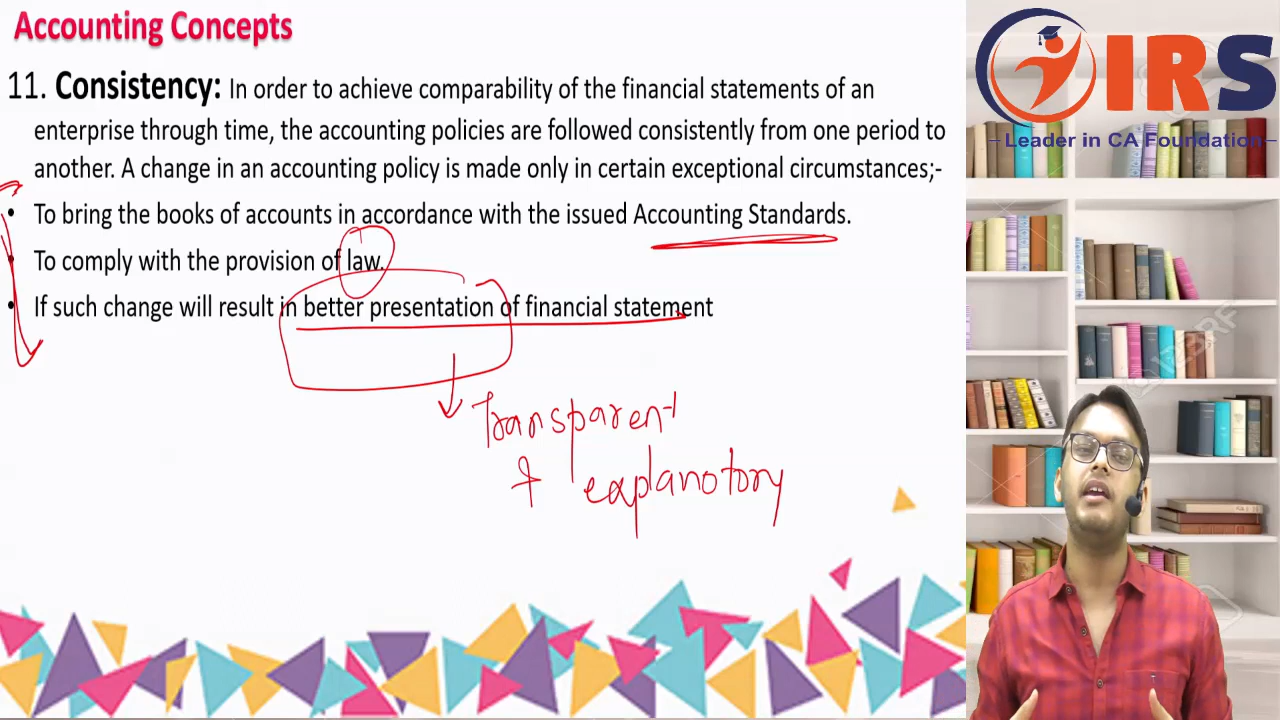 Accounting Concepts
11. Consistency: In order to achieve comparability of the financial statements of an
enterprise through time, the accounting policies are followed consistently from one period to
another. A change in an accounting policy is made only in certain exceptional circumstances;-
• To bring the books of accounts in accordance with the issued Accounting Standards.
• To comply with the provision of law.
• If such change will result in better presentation of financial statement
Transparent
+ explanotory
IRS
-Leader in CA Foundation-